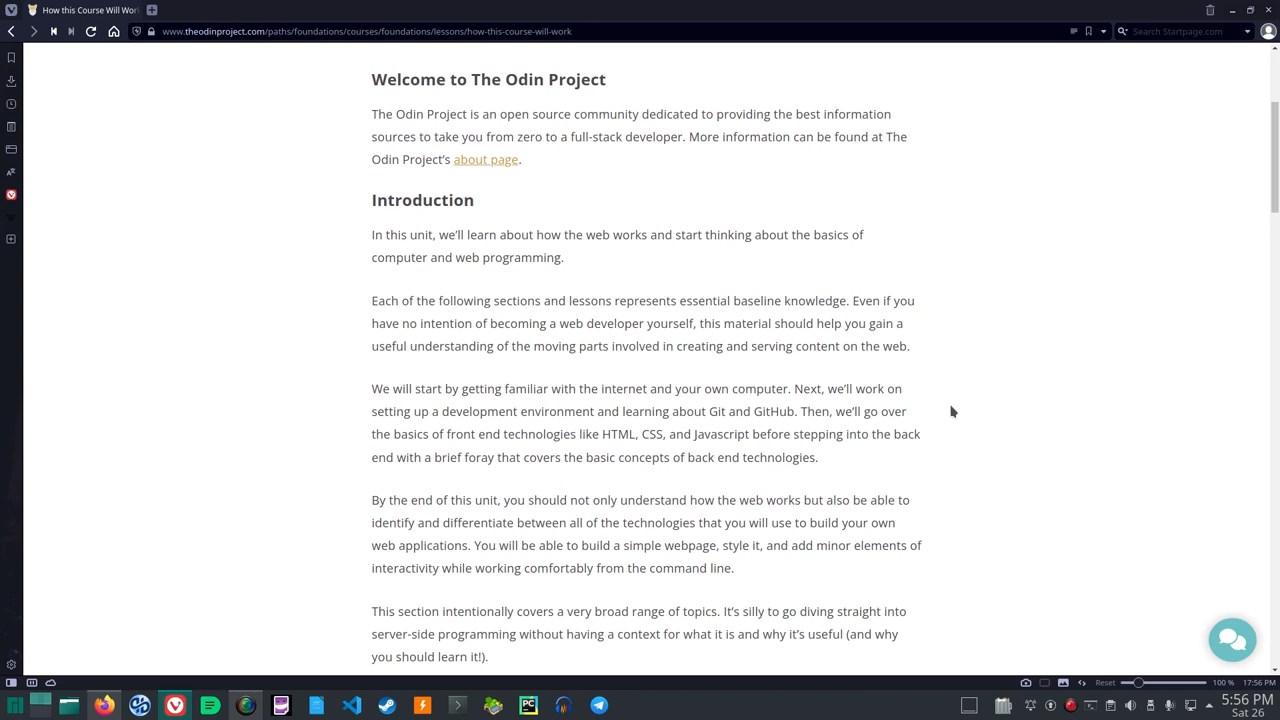 How this Course Will Wor
www.theodinproject.com/paths/foundations/courses/foundations/lessons/how-this-course-will-work
Search Startpage.com
Welcome to The Odin Project
The Odin Project is an open source community dedicated to providing the best information
sources to take you from zero to a full-stack developer. More information can be found at The
Odin Project’s about page.
Introduction
In this unit, we’ll learn about how the web works and start thinking about the basics of
computer and web programming.
Each of the following sections and lessons represents essential baseline knowledge. Even if you
have no intention of becoming a web developer yourself, this material should help you gain a
useful understanding of the moving parts involved in creating and serving content on the web.
We will start by getting familiar with the internet and your own computer. Next, we’ll work on
setting up a development environment and learning about Git and GitHub. Then, we’ll go over
the basics of front end technologies like HTML, CSS, and Javascript before stepping into the back
end with a brief foray that covers the basic concepts of back end technologies.
By the end of this unit, you should not only understand how the web works but also be able to
identify and differentiate between all of the technologies that you will use to build your own
web applications. You will be able to build a simple webpage, style it, and add minor elements of
interactivity while working comfortably from the command line.
This section intentionally covers a very broad range of topics. It’s silly to go diving straight into
server-side programming without having a context for what it is and why it’s useful (and why
you should learn it!).
Reset
100 %
17:56 PM
PC
5:56 PM
Sat 26